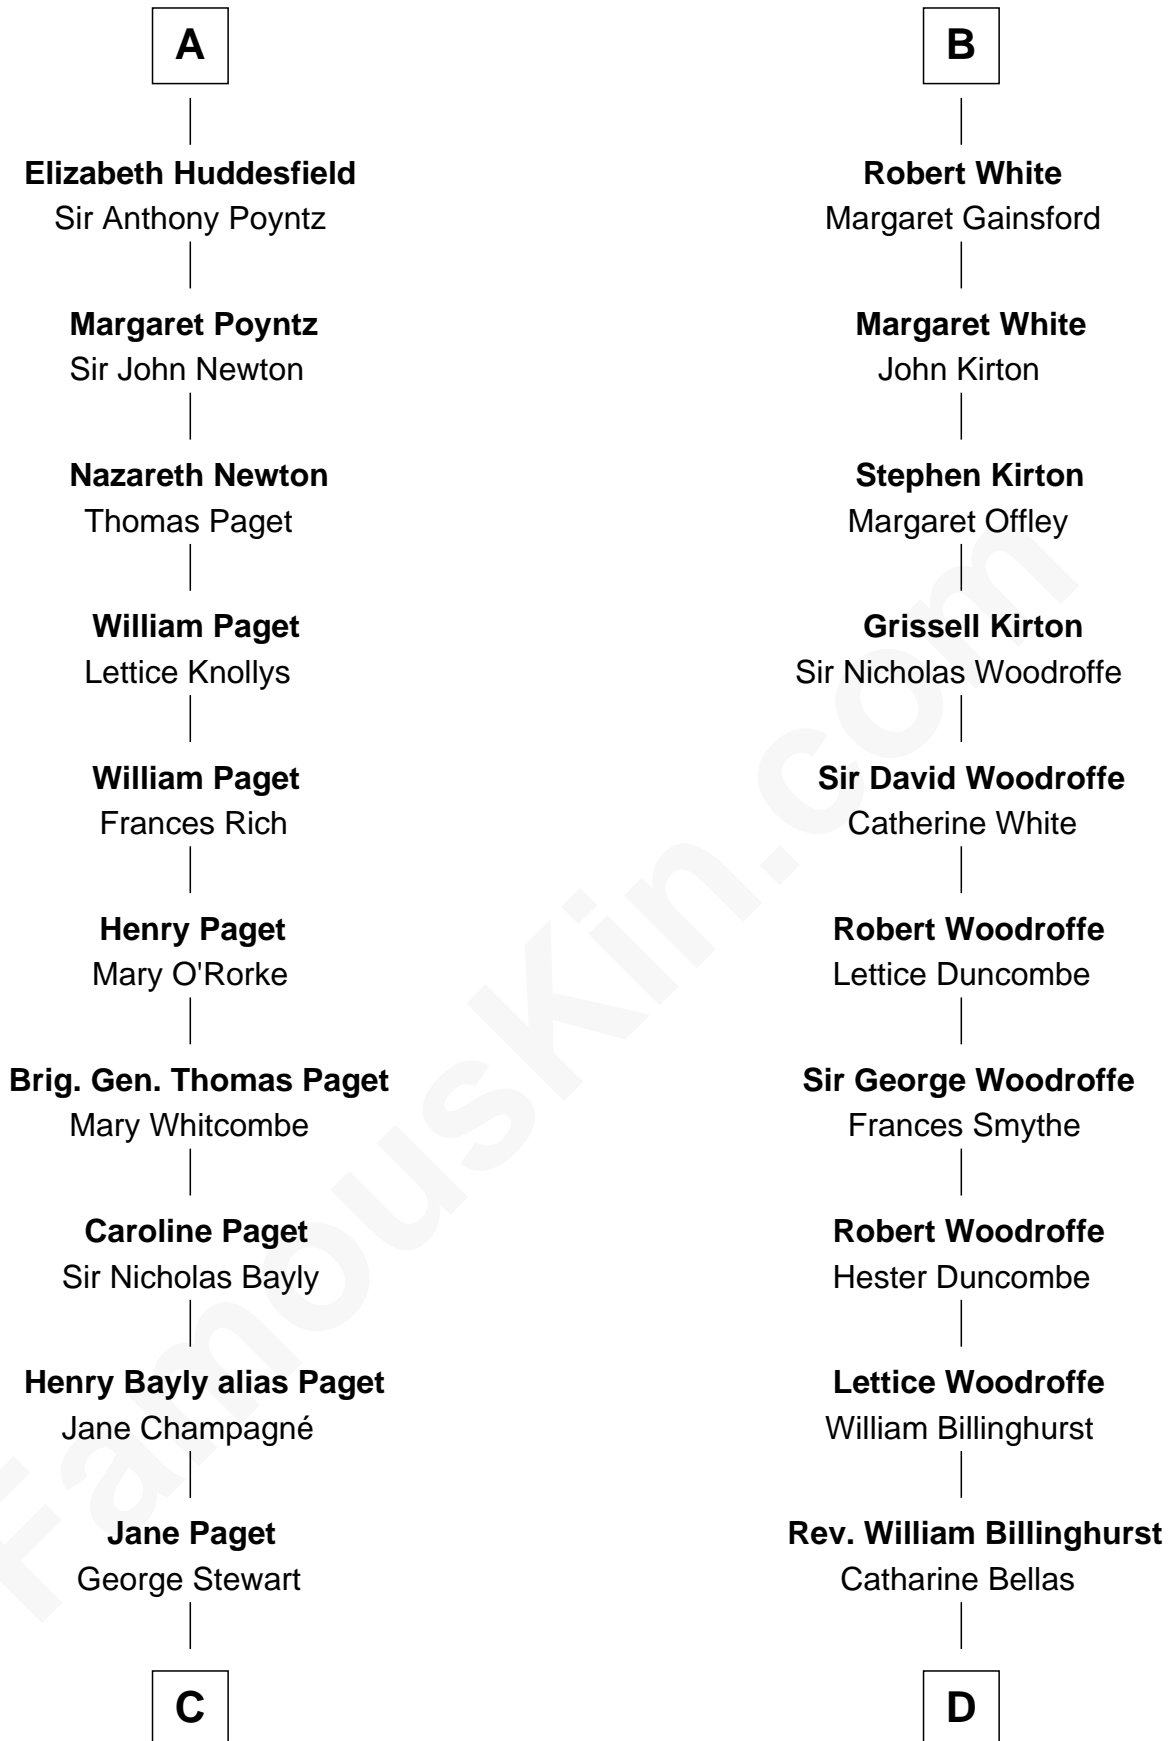 A
Elizabeth Huddesfield
Sir Anthony Poyntz
Margaret Poyntz
Sir John Newton
Nazareth Newton
Thomas Paget
William Paget
Lettice Knollys
William Paget
Frances Rich
Henry Paget
Mary O'Rorke
Brig. Gen. Thomas Paget
Mary Whitcombe
Caroline Paget
Sir Nicholas Bayly
Henry Bayly alias Paget
Jane Champagné
Jane Paget
George Stewart
C
B
Robert White
Margaret Gainsford
Margaret White
John Kirton
Stephen Kirton
Margaret Offley
Grissell Kirton
Sir Nicholas Woodroffe
Sir David Woodroffe
Catherine White
Robert Woodroffe
Lettice Duncombe
Sir George Woodroffe
Frances Smythe
Robert Woodroffe
Hester Duncombe
Lettice Woodroffe
William Billinghurst
Rev. William Billinghurst
Catharine Bellas
D
FamousKin.com